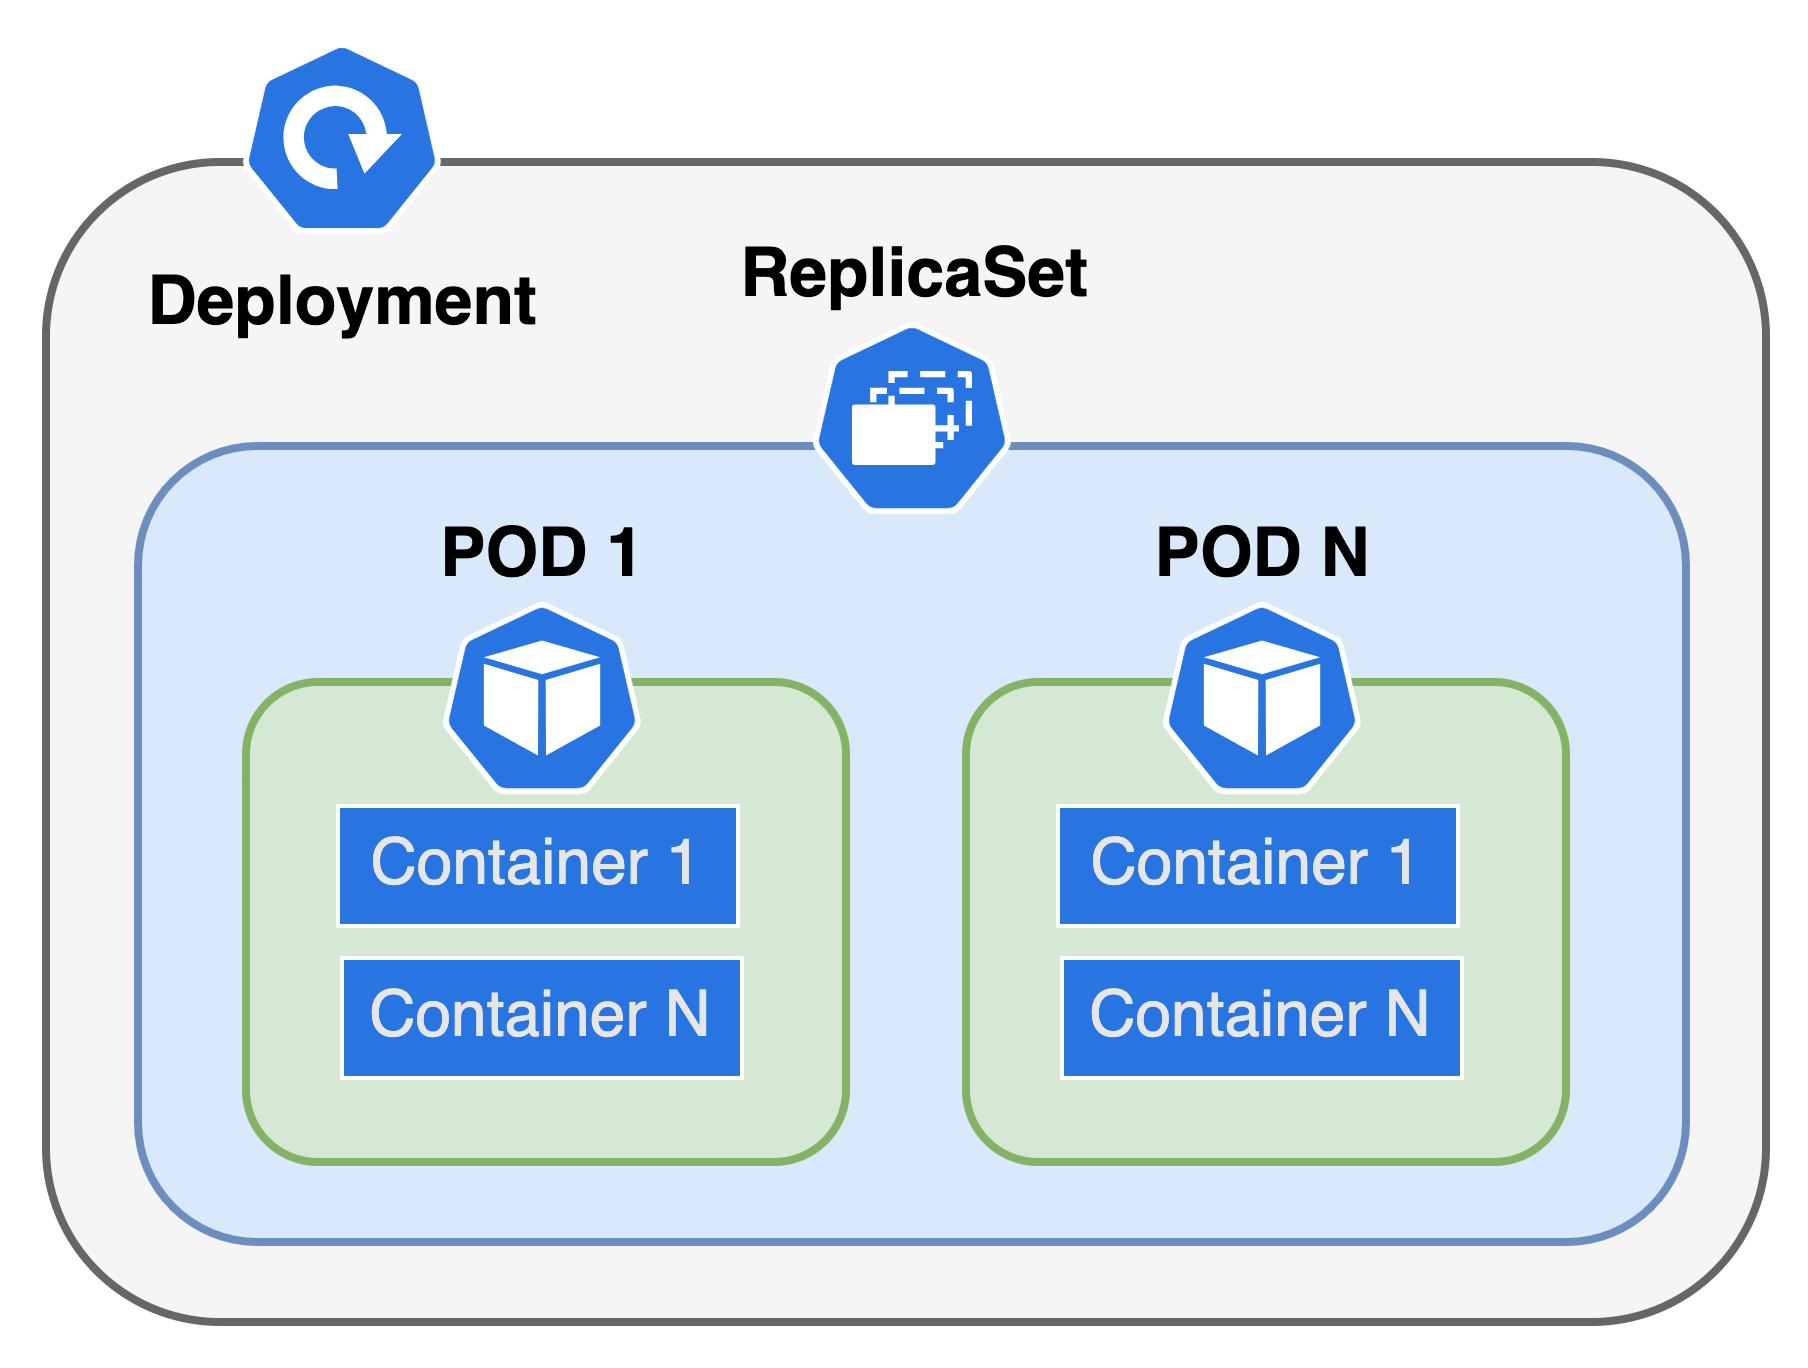 Deployment
ReplicaSet
POD 1
Container 1
Container N
POD N
Container 1
Container N